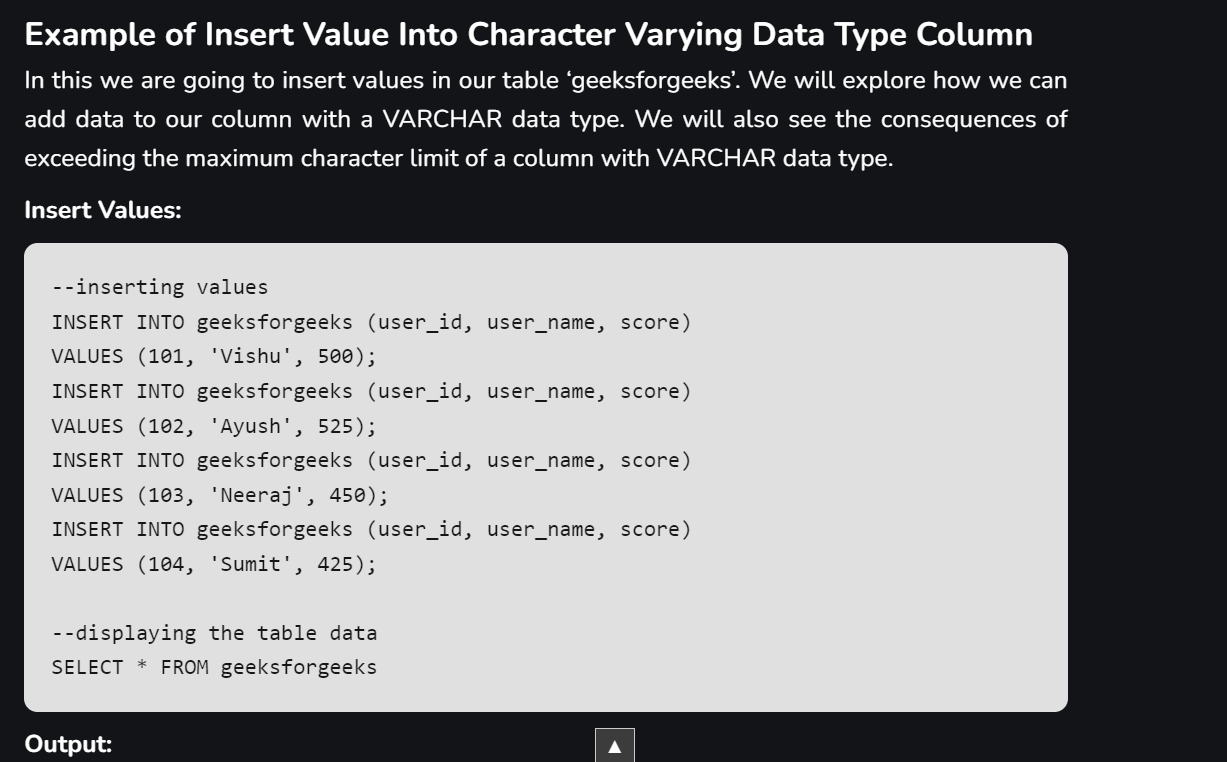 Example of Insert Value Into Character Varying Data Type Column
In this we are going to insert values in our table ‘geeksforgeeks’. We will explore how we can
add data to our column with a VARCHAR data type. We will also see the consequences of
exceeding the maximum character limit of a column with VARCHAR data type.
Insert Values:
--inserting values
INSERT INTO geeksforgeeks (user_id, user_name, score)
VALUES (101, 'Vishu', 500);
INSERT INTO geeksforgeeks (user_id, user_name, score)
VALUES (102, 'Ayush', 525);
INSERT INTO geeksforgeeks (user_id, user_name, score)
VALUES (103, 'Neeraj', 450);
INSERT INTO geeksforgeeks (user_id, user_name, score)
VALUES (104, 'Sumit', 425);
--displaying the table data
SELECT * FROM geeksforgeeks
Output: